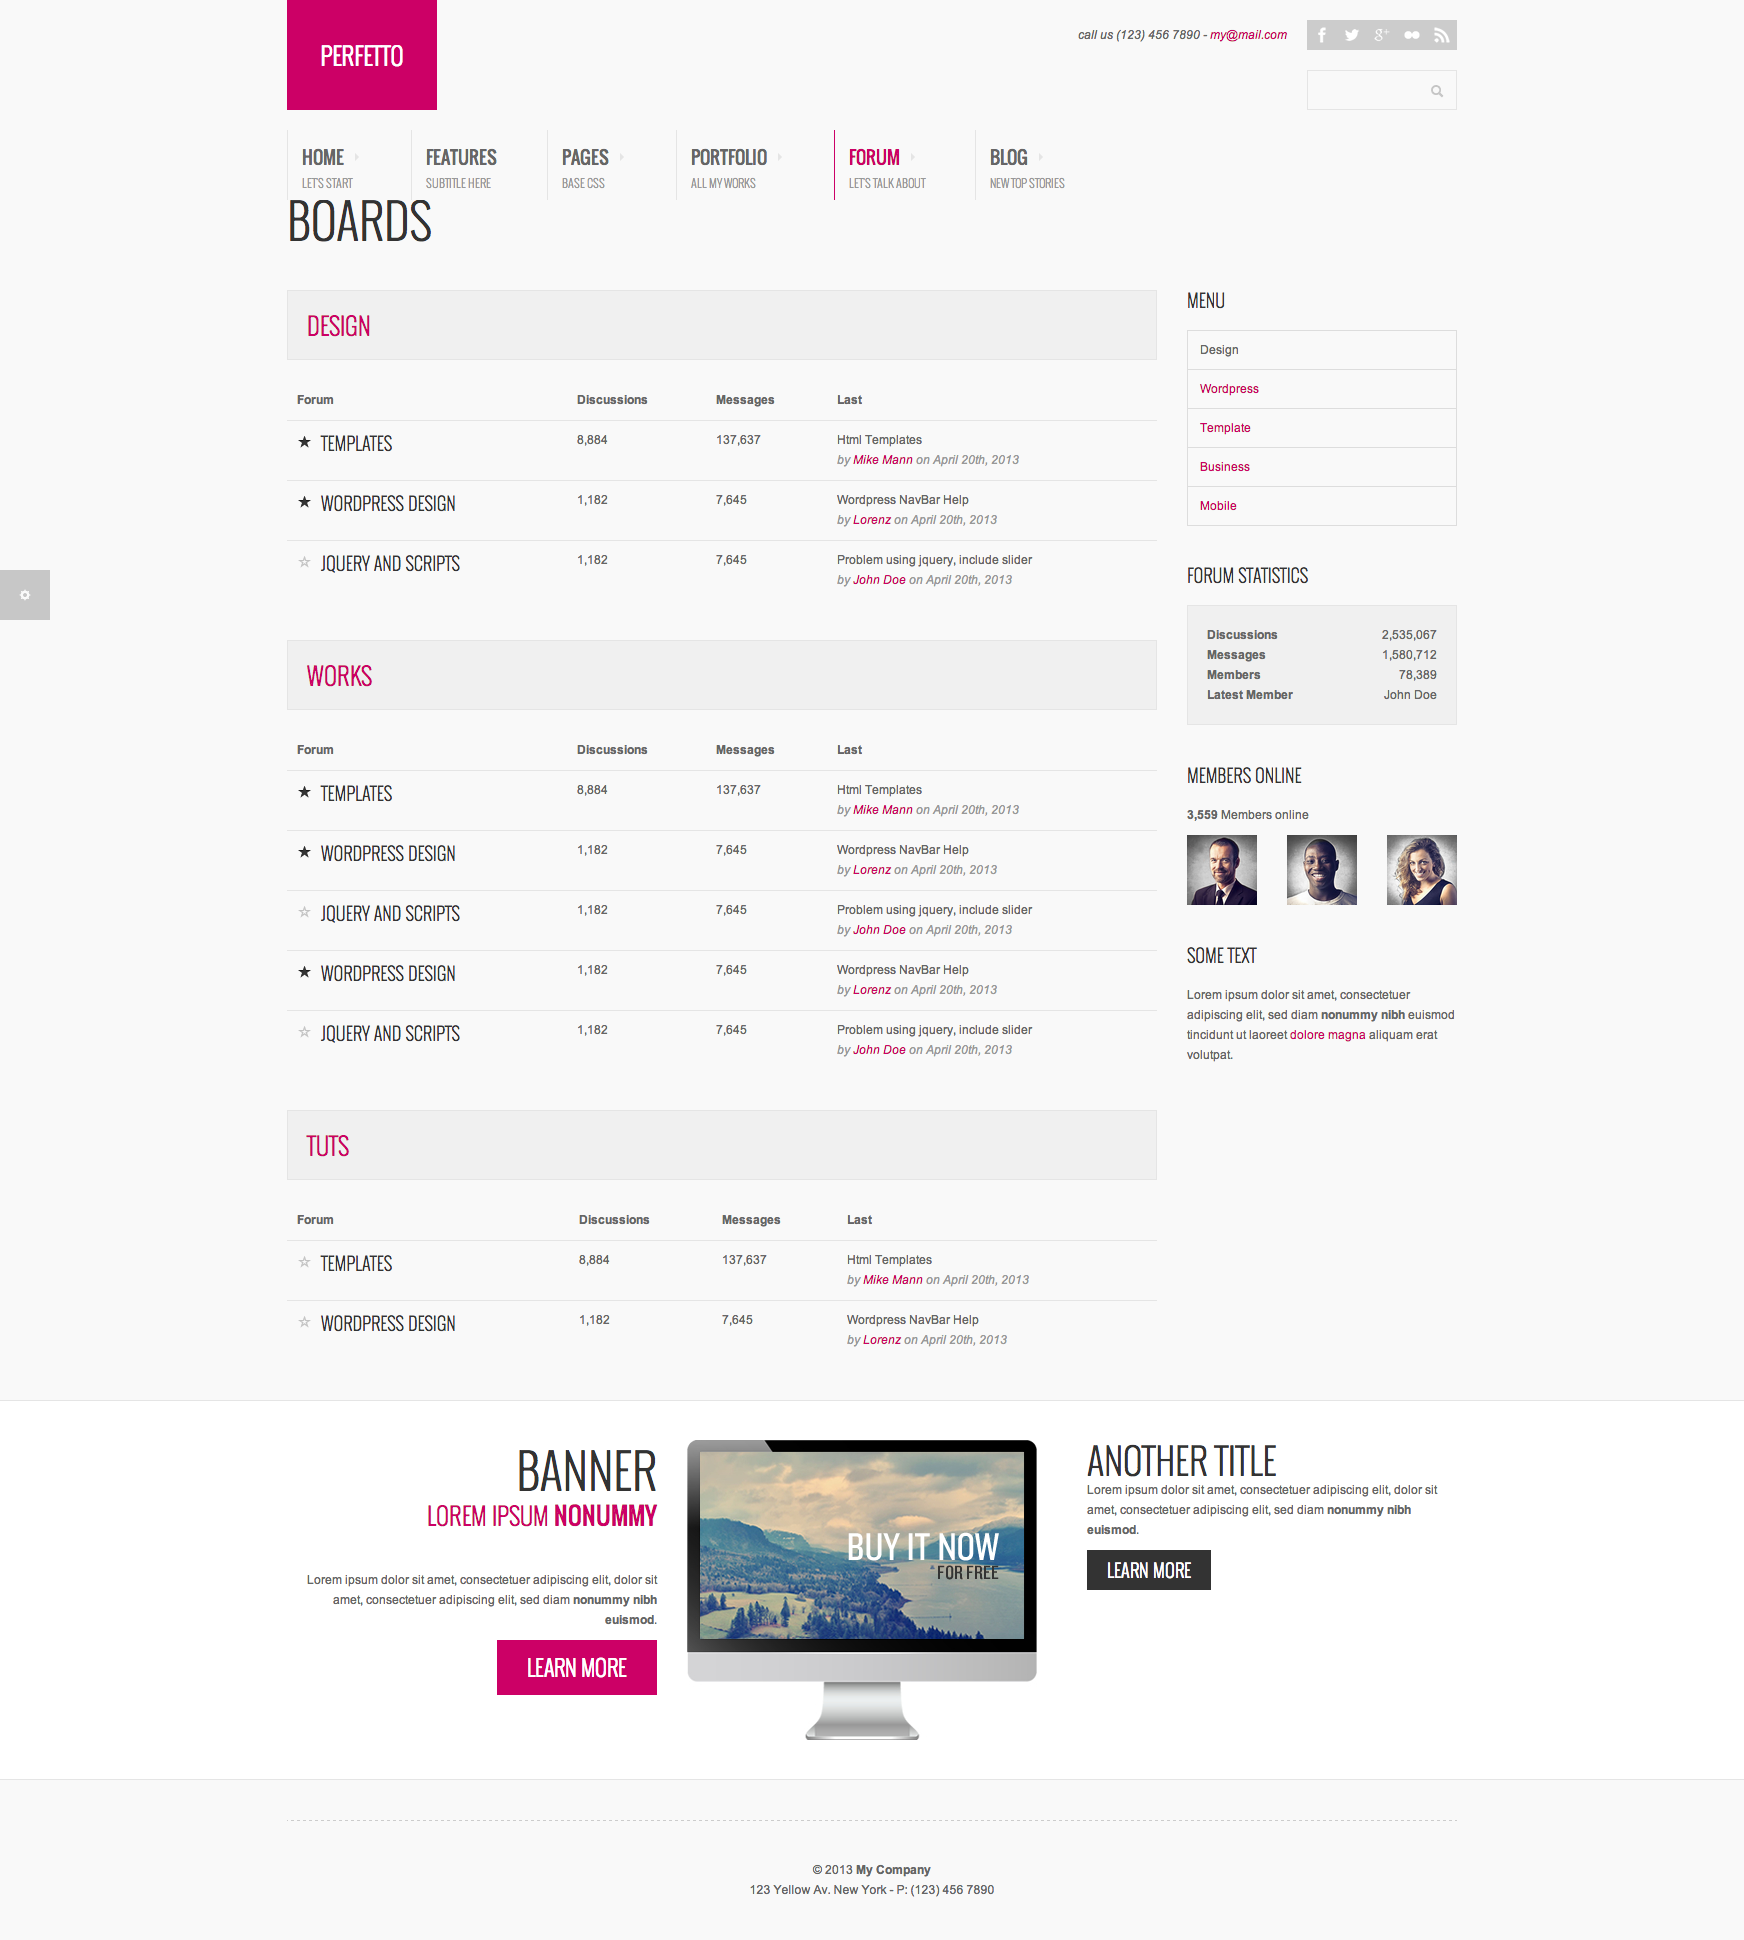 PERFETTO
call us (123) 456 7890 - my@mail.com
HOME
LET'S START
FEATURES
SUBTITLE HERE
PAGES
BASE CSS
PORTFOLIO
ALL MY WORKS
FORUM
LET'S TALK ABOUT
BLOG
NEW TOP STORIES
BOARDS
DESIGN
Forum Discussions Messages Last
TEMPLATES 8,884 137,637 Html Templates
by Mike Mann on April 20th, 2013
WORDPRESS DESIGN 1,182 7,645 Wordpress NavBar Help
by Lorenz on April 20th, 2013
JQUERY AND SCRIPTS 1,182 7,645 Problem using jquery, include slider
by John Doe on April 20th, 2013
WORKS
Forum Discussions Messages Last
TEMPLATES 8,884 137,637 Html Templates
by Mike Mann on April 20th, 2013
WORDPRESS DESIGN 1,182 7,645 Wordpress NavBar Help
by Lorenz on April 20th, 2013
JQUERY AND SCRIPTS 1,182 7,645 Problem using jquery, include slider
by John Doe on April 20th, 2013
WORDPRESS DESIGN 1,182 7,645 Wordpress NavBar Help
by Lorenz on April 20th, 2013
JQUERY AND SCRIPTS 1,182 7,645 Problem using jquery, include slider
by John Doe on April 20th, 2013
TUTS
Forum Discussions Messages Last
TEMPLATES 8,884 137,637 Html Templates
by Mike Mann on April 20th, 2013
WORDPRESS DESIGN 1,182 7,645 Wordpress NavBar Help
by Lorenz on April 20th, 2013
MENU
Design
Wordpress
Template
Business
Mobile
FORUM STATISTICS
Discussions 2,535,067
Messages 1,580,712
Members 78,389
Latest Member John Doe
MEMBERS ONLINE
3,559 Members online
SOME TEXT
Lorem ipsum dolor sit amet, consectetuer
adipiscing elit, sed diam nonummy nibh euismod
tincidunt ut laoreet dolore magna aliquam erat
volutpat.
BANNER
LOREM IPSUM NONUMMY
Lorem ipsum dolor sit amet, consectetuer adipiscing elit, dolor sit
amet, consectetuer adipiscing elit, sed diam nonummy nibh
euismod.
LEARN MORE
BUY IT NOW
* FOR FREE
ANOTHER TITLE
Lorem ipsum dolor sit amet, consectetuer adipiscing elit, dolor sit
amet, consectetuer adipiscing elit, sed diam nonummy nibh
euismod.
LEARN MORE
© 2013 My Company
123 Yellow Av. New York - P: (123) 456 7890